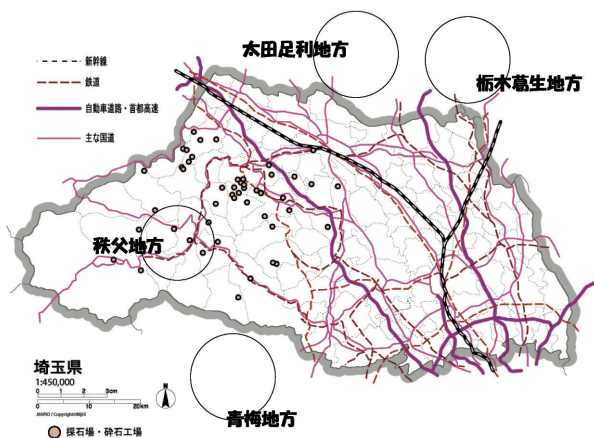 太田足利地方
栃木葛生地方
新幹線
鉄道
自動車道路・首都高速
主な国道
秩父地方
埼玉県
1:450,000
0 1 2 3cm
0 10 20km
N
青梅地方
採石場・砕石工場